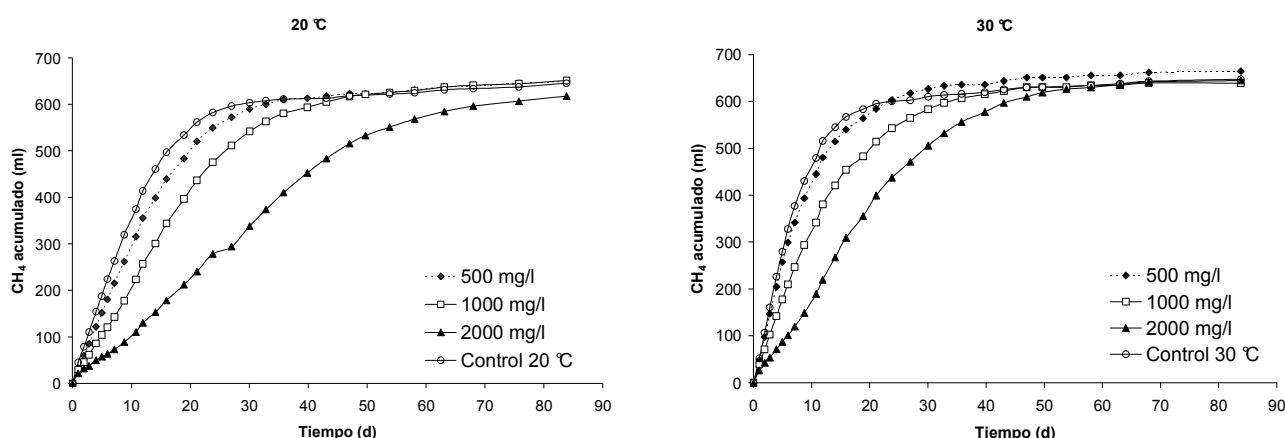 20 °C
CH₄ acumulado (ml)
700
600
500
400
300
200
100
0
500 mg/l
1000 mg/l
2000 mg/l
Control 20 °C
0 10 20 30 40 50 60 70 80 90
Tiempo (d)
30 °C
CH₄ acumulado (ml)
700
600
500
400
300
200
100
0
500 mg/l
1000 mg/l
2000 mg/l
Control 30 °C
0 10 20 30 40 50 60 70 80 90
Tiempo (d)